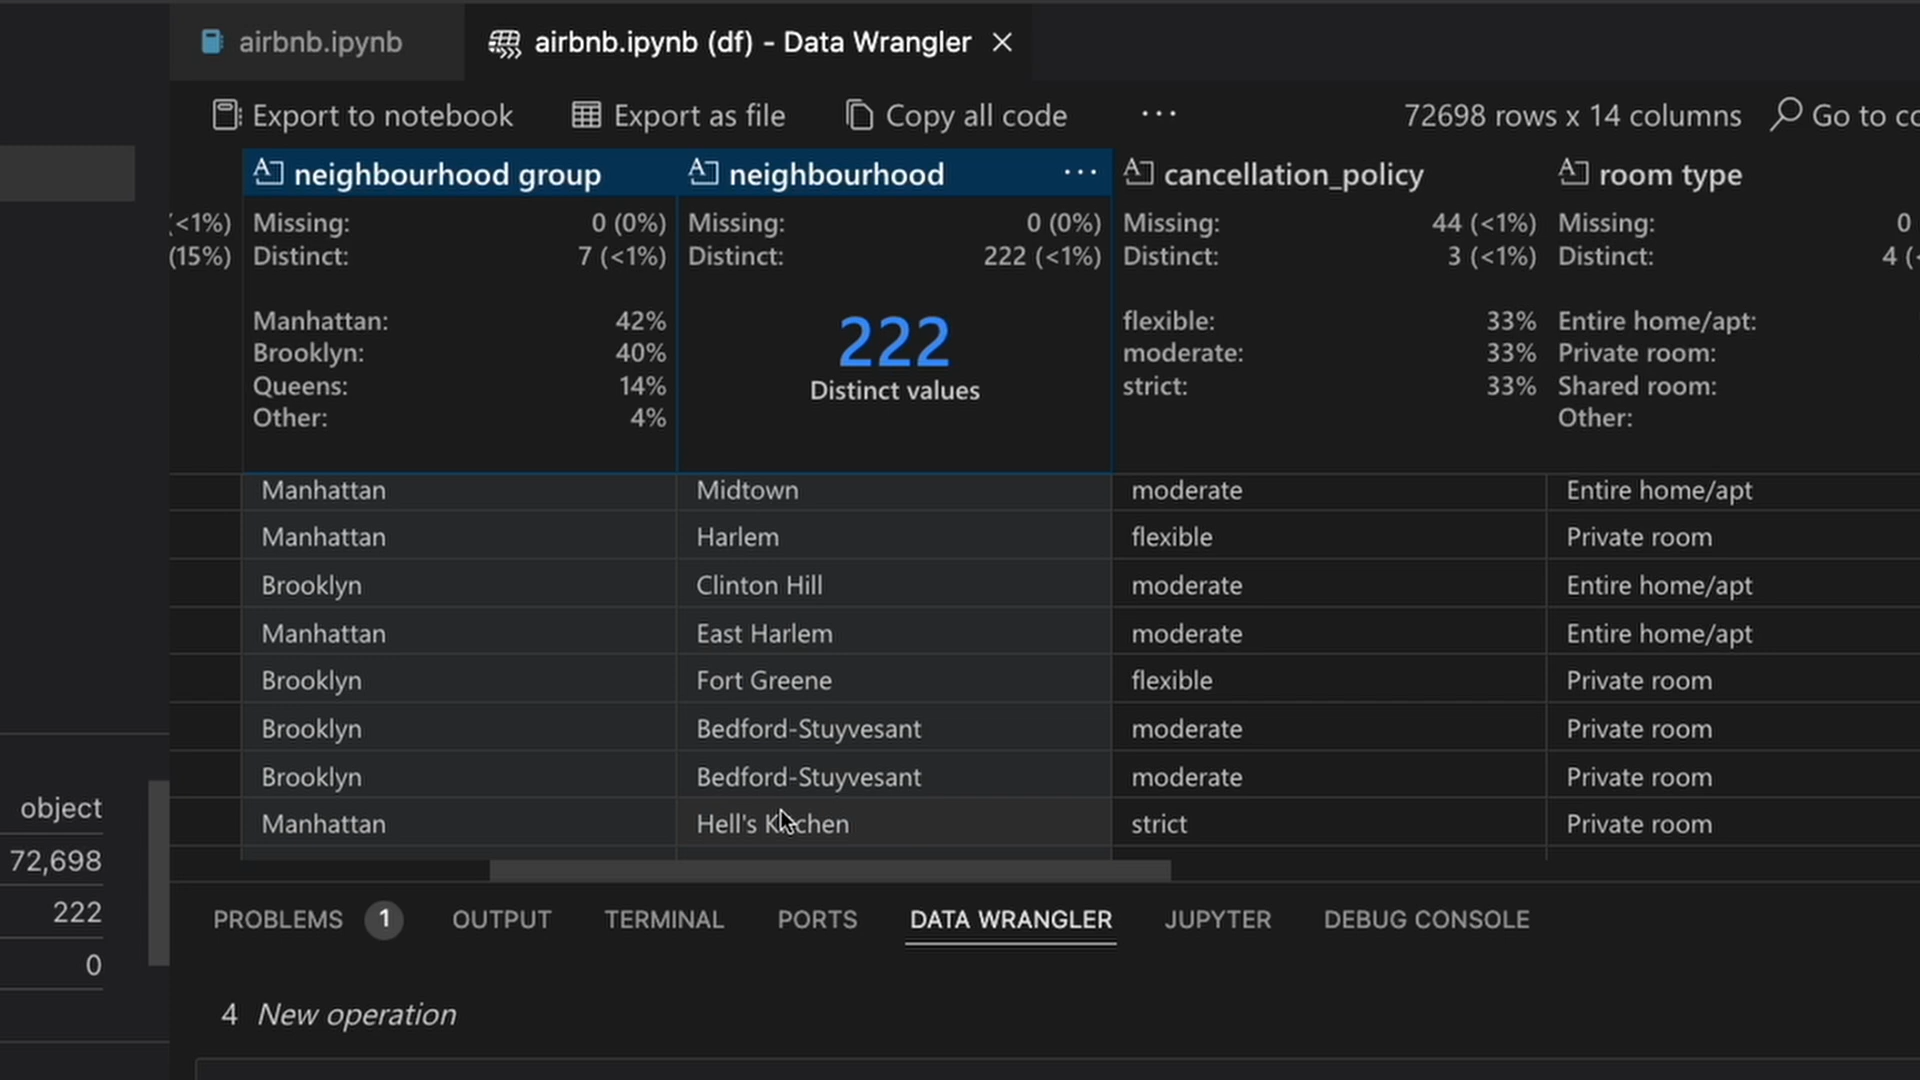 airbnb.ipynb
airbnb.ipynb (df) - Data Wrangler
Export to notebook Export as file Copy all code ··· 72698 rows x 14 columns Go to co
neighbourhood group neighbourhood ··· cancellation_policy room type
(<1%) Missing: 0 (0%) Missing: 0 (0%) Missing: 44 (<1%) Missing: 0
(15%) Distinct: 7 (<1%) Distinct: 222 (<1%) Distinct: 3 (<1%) Distinct: 4 (
Manhattan: 42% 222 flexible: 33% Entire home/apt:
Brooklyn: 40% moderate: 33% Private room:
Queens: 14% Distinct values strict: 33% Shared room:
Other: 4% Other:
Manhattan Midtown moderate Entire home/apt
Manhattan Harlem flexible Private room
Brooklyn Clinton Hill moderate Entire home/apt
Manhattan East Harlem moderate Entire home/apt
Brooklyn Fort Greene flexible Private room
Brooklyn Bedford-Stuyvesant moderate Private room
Brooklyn Bedford-Stuyvesant moderate Private room
Manhattan Hell's Kitchen strict Private room
object
72,698
222
0
PROBLEMS 1 OUTPUT TERMINAL PORTS DATA WRANGLER JUPYTER DEBUG CONSOLE
4 New operation